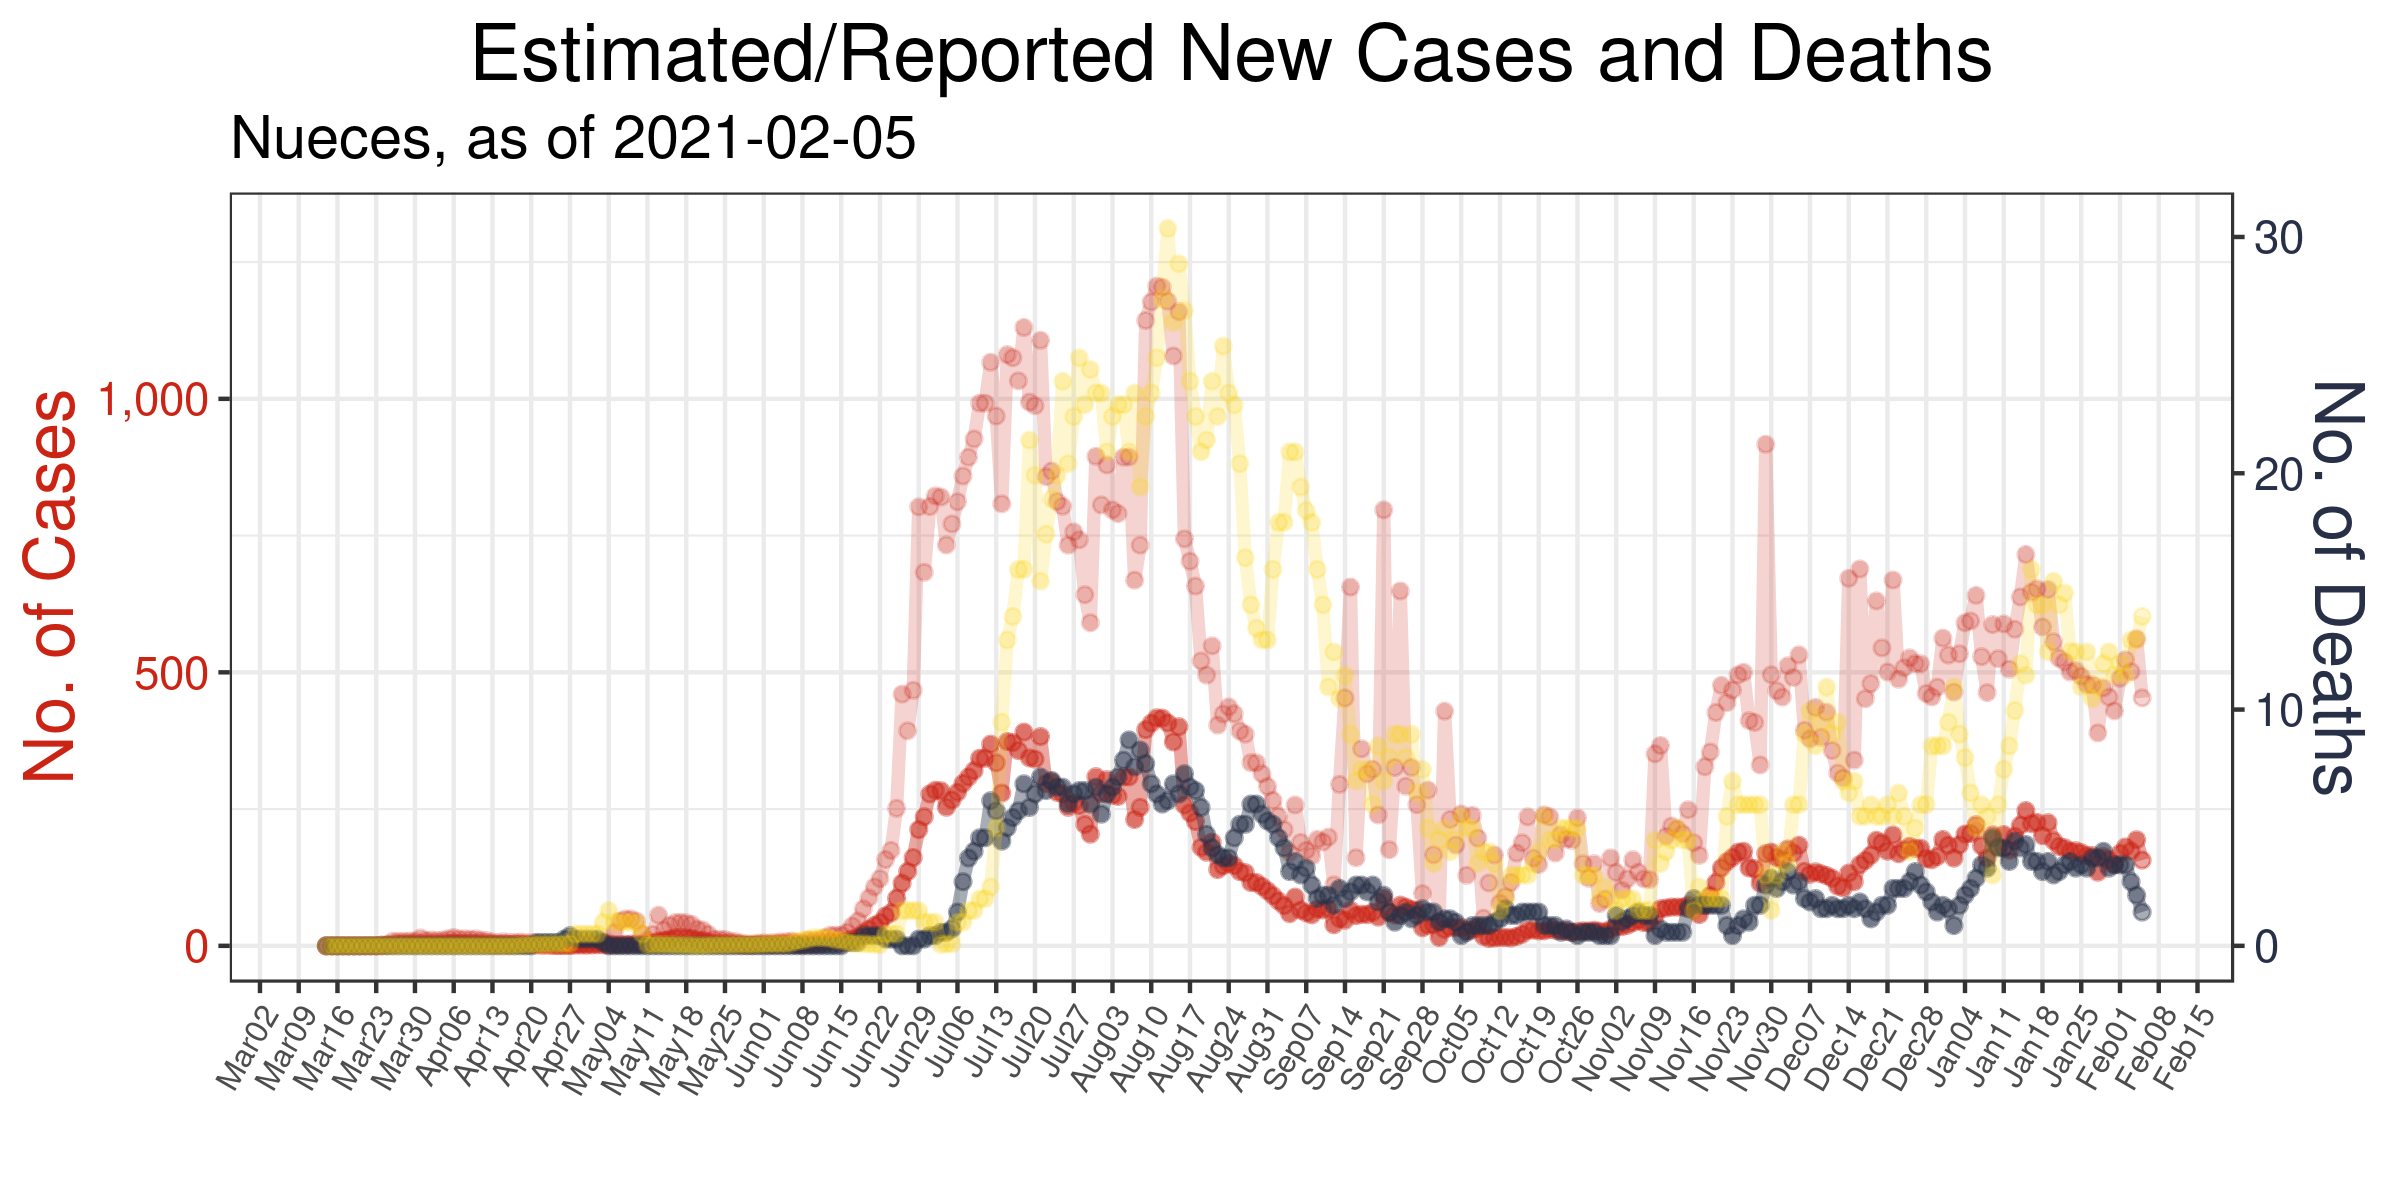 Estimated/Reported New Cases and Deaths
Nueces, as of 2021-02-05
No. of Cases
1,000
500
0
30
20
10
0
No. of Deaths
Mar02
Mar09
Mar16
Mar23
Mar30
Apr06
Apr13
Apr20
Apr27
May04
May11
May18
May25
Jun01
Jun08
Jun15
Jun22
Jun29
Jul06
Jul13
Jul20
Jul27
Aug03
Aug10
Aug17
Aug24
Aug31
Sep07
Sep14
Sep21
Sep28
Oct05
Oct12
Oct19
Oct26
Nov02
Nov09
Nov16
Nov23
Nov30
Dec07
Dec14
Dec21
Dec28
Jan04
Jan11
Jan18
Jan25
Feb01
Feb08
Feb15